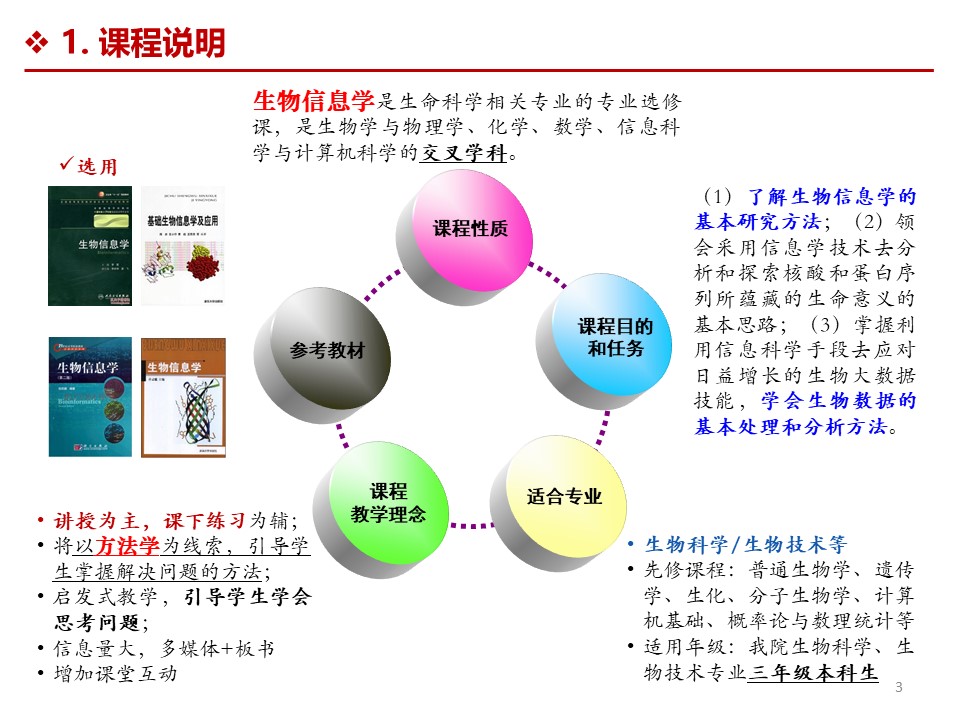 ❖ 1. 课程说明
生物信息学是生命科学相关专业的专业选修
课，是生物学与物理学、化学、数学、信息科
学与计算机科学的交叉学科。
✓选用
生物信息学
基础生物信息学及应用
生物信息学
Bioinformatics
生物信息学
课程性质
课程目的
和任务
适合专业
课程
教学理念
参考教材
（1）了解生物信息学的
基本研究方法；（2）领
会采用信息学技术去分
析和探索核酸和蛋白序
列所蕴藏的生命意义的
基本思路；（3）掌握利
用信息科学手段去应对
日益增长的生物大数据
技能，学会生物数据的
基本处理和分析方法。
• 讲授为主，课下练习为辅；
• 将以方法学为线索，引导学
生掌握解决问题的方法；
• 启发式教学，引导学生学会
思考问题；
• 信息量大，多媒体+板书
• 增加课堂互动
• 生物科学/生物技术等
• 先修课程：普通生物学、遗传
学、生化、分子生物学、计算
机基础、概率论与数理统计等
• 适用年级：我院生物科学、生
物技术专业三年级本科生
3